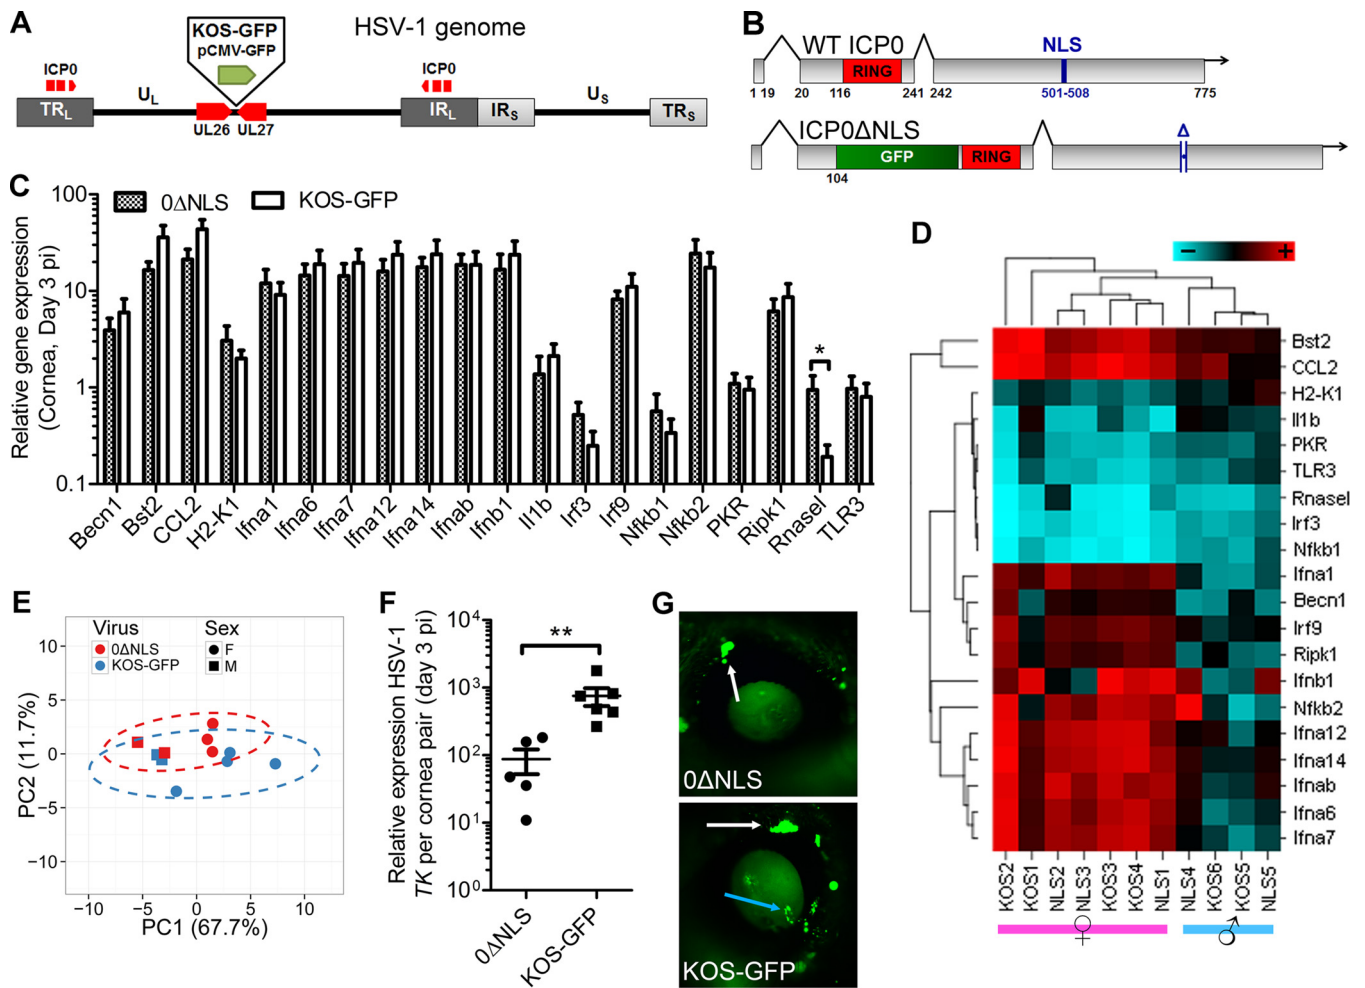 A
KOS-GFP
pCMV-GFP
HSV-1 genome
ICP0
ICP0
TRL
UL
IRL
IRS
US
TRS
UL26
UL27
B
WT ICP0
NLS
RING
1 19 20 116 241 242 501-508 775
ICP0ΔNLS
Δ
GFP
RING
104
C
Relative gene expression
(Cornea, Day 3 pi)
100
10
1
0.1
0ΔNLS
KOS-GFP
*
Becn1
Bst2
CCL2
H2-K1
Ifna1
Ifna6
Ifna7
Ifna12
Ifna14
Ifnab
Ifnb1
Il1b
Irf3
Irf9
Nfkb1
Nfkb2
PKR
Ripk1
Rnasel
TLR3
D
− +
Bst2
CCL2
H2-K1
Il1b
PKR
TLR3
Rnasel
Irf3
Nfkb1
Ifna1
Becn1
Irf9
Ripk1
Ifnb1
Nfkb2
Ifna12
Ifna14
Ifnab
Ifna6
Ifna7
KOS2
KOS1
NLS2
NLS3
KOS3
KOS4
NLS1
NLS4
KOS6
KOS5
NLS5
♀
♂
E
Virus
0ΔNLS
KOS-GFP
Sex
F
M
PC2 (11.7%)
10
5
0
−5
−10
−10 −5 0 5 10
PC1 (67.7%)
F
Relative expression HSV-1
TK per cornea pair (day 3 pi)
10⁴
10³
10²
10¹
10⁰
**
0ΔNLS
KOS-GFP
G
0ΔNLS
KOS-GFP